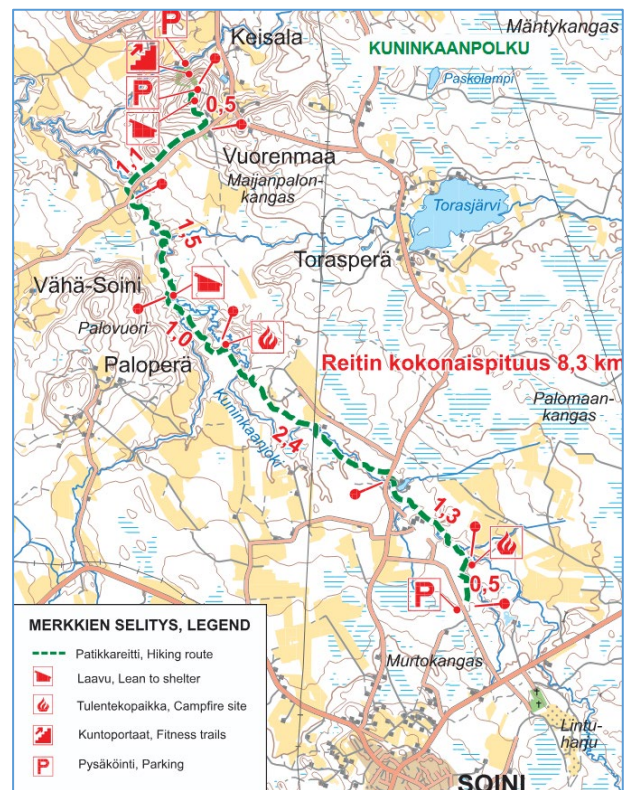 Mäntykangas
Keisala
KUNINKAANPOLKU
Paskolampi
P
P
0,5
Vuorenmaa
1,1
Maijanpalon-
kangas
Torasjärvi
1,5
Torasperä
Vähä-Soini
Palovuori
1,0
Paloperä
Reitin kokonaispituus 8,3 km
Palomaan-
kangas
Kuninkaanjoki
2,4
1,3
P
0,5
MERKKIEN SELITYS, LEGEND
Patikkareitti, Hiking route
Laavu, Lean to shelter
Tulentekopaikka, Campfire site
Kuntoportaat, Fitness trails
P
Pysäköinti, Parking
Murtokangas
Lintu-
harju
SOINI